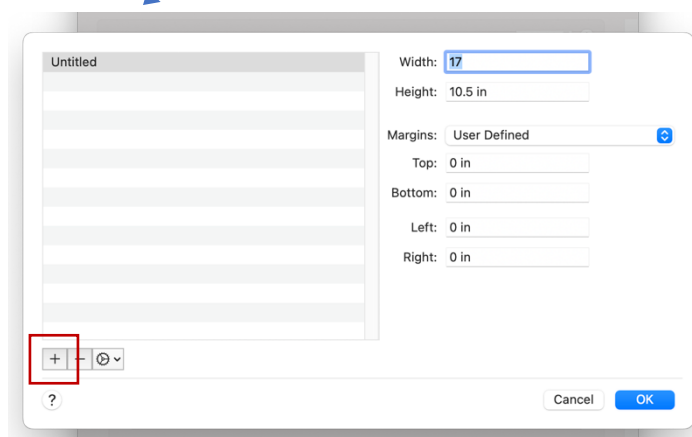 Untitled
Width: 17
Height: 10.5 in
Margins: User Defined
Top: 0 in
Bottom: 0 in
Left: 0 in
Right: 0 in
+ −
?
Cancel OK